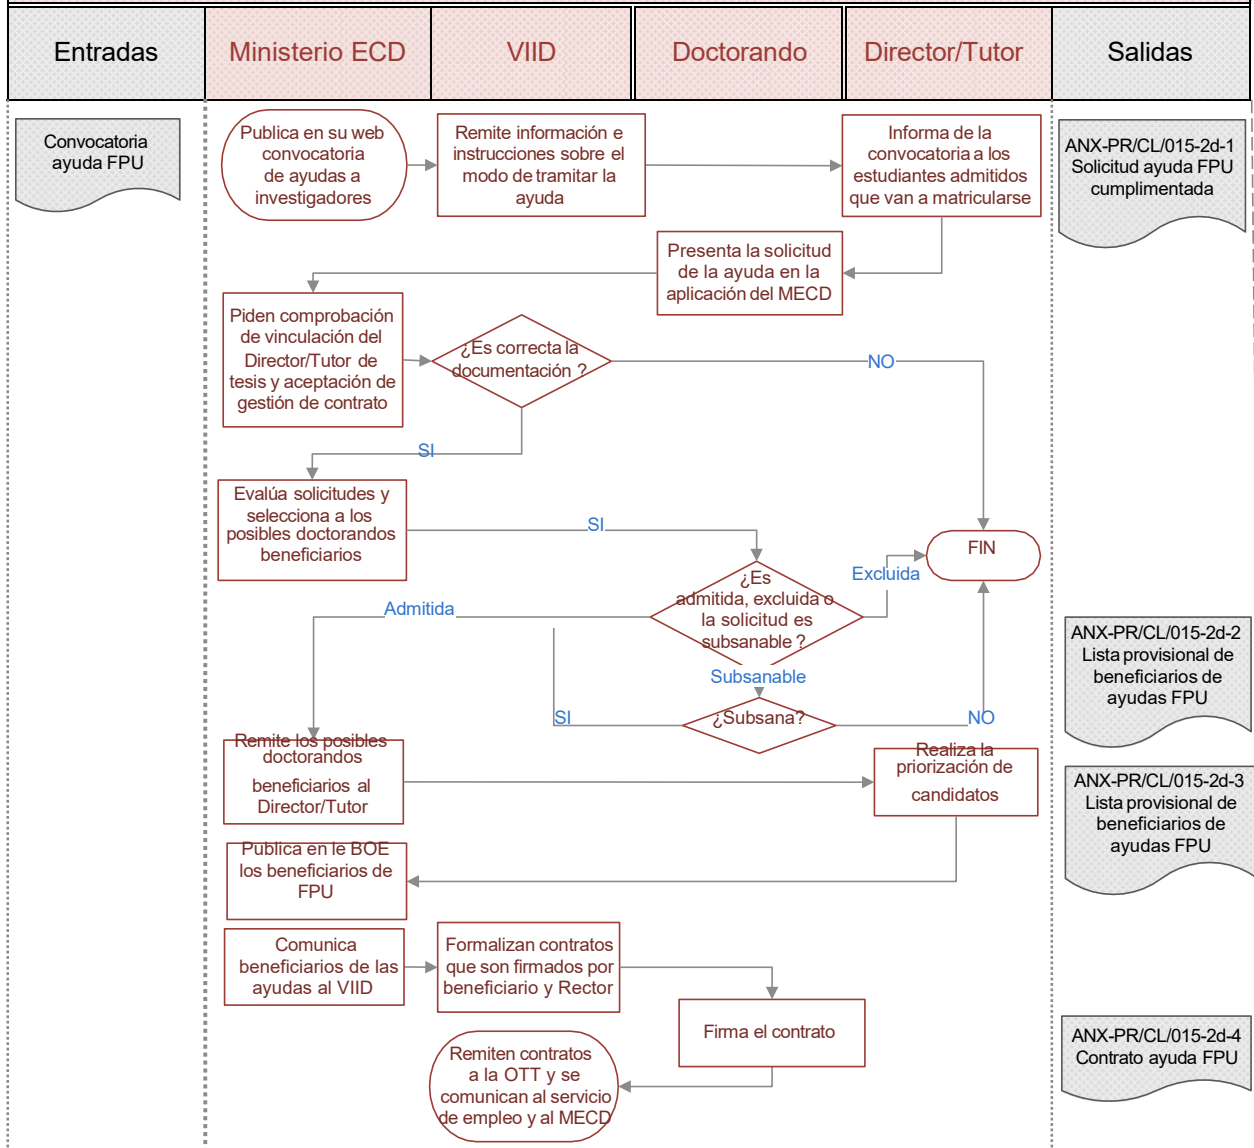 Entradas
Ministerio ECD
VIID
Doctorando
Director/Tutor
Salidas
Convocatoria
ayuda FPU
Publica en su web
convocatoria
de ayudas a
investigadores
Remite información e
instrucciones sobre el
modo de tramitar la
ayuda
Informa de la
convocatoria a los
estudiantes admitidos
que van a matricularse
ANX-PR/CL/015-2d-1
Solicitud ayuda FPU
cumplimentada
Presenta la solicitud
de la ayuda en la
aplicación del MECD
Piden comprobación
de vinculación del
Director/Tutor de
tesis y aceptación de
gestión de contrato
¿Es correcta la
documentación ?
NO
SI
Evalúa solicitudes y
selecciona a los
posibles doctorandos
beneficiarios
SI
FIN
¿Es
admitida, excluida o
la solicitud es
subsanable ?
Excluida
Admitida
Subsanable
¿Subsana?
SI
NO
ANX-PR/CL/015-2d-2
Lista provisional de
beneficiarios de
ayudas FPU
Remite los posibles
doctorandos
beneficiarios al
Director/Tutor
Realiza la
priorización de
candidatos
ANX-PR/CL/015-2d-3
Lista provisional de
beneficiarios de
ayudas FPU
Publica en le BOE
los beneficiarios de
FPU
Comunica
beneficiarios de las
ayudas al VIID
Formalizan contratos
que son firmados por
beneficiario y Rector
Firma el contrato
Remiten contratos
a la OTT y se
comunican al servicio
de empleo y al MECD
ANX-PR/CL/015-2d-4
Contrato ayuda FPU